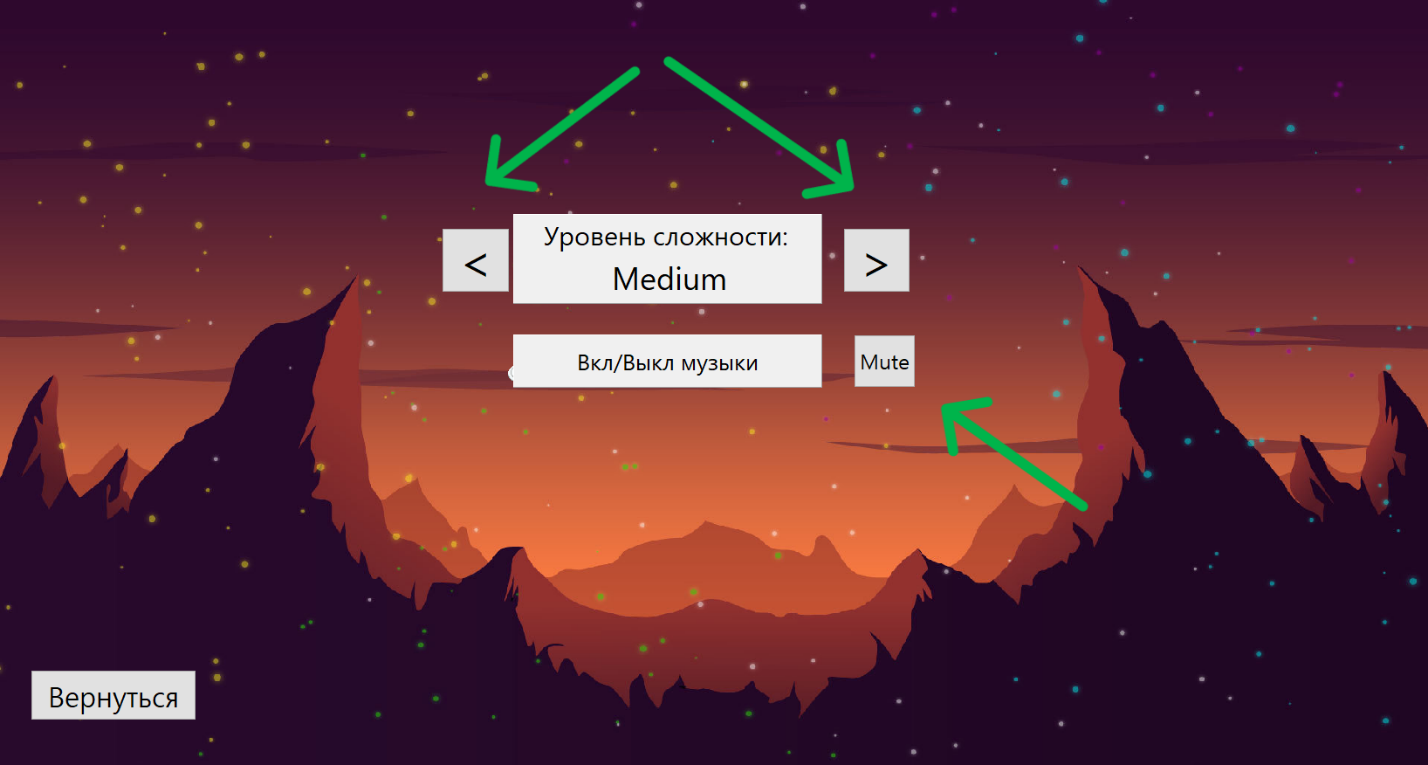 Уровень сложности:
< Medium >
Вкл/Выкл музыки Mute
Вернуться